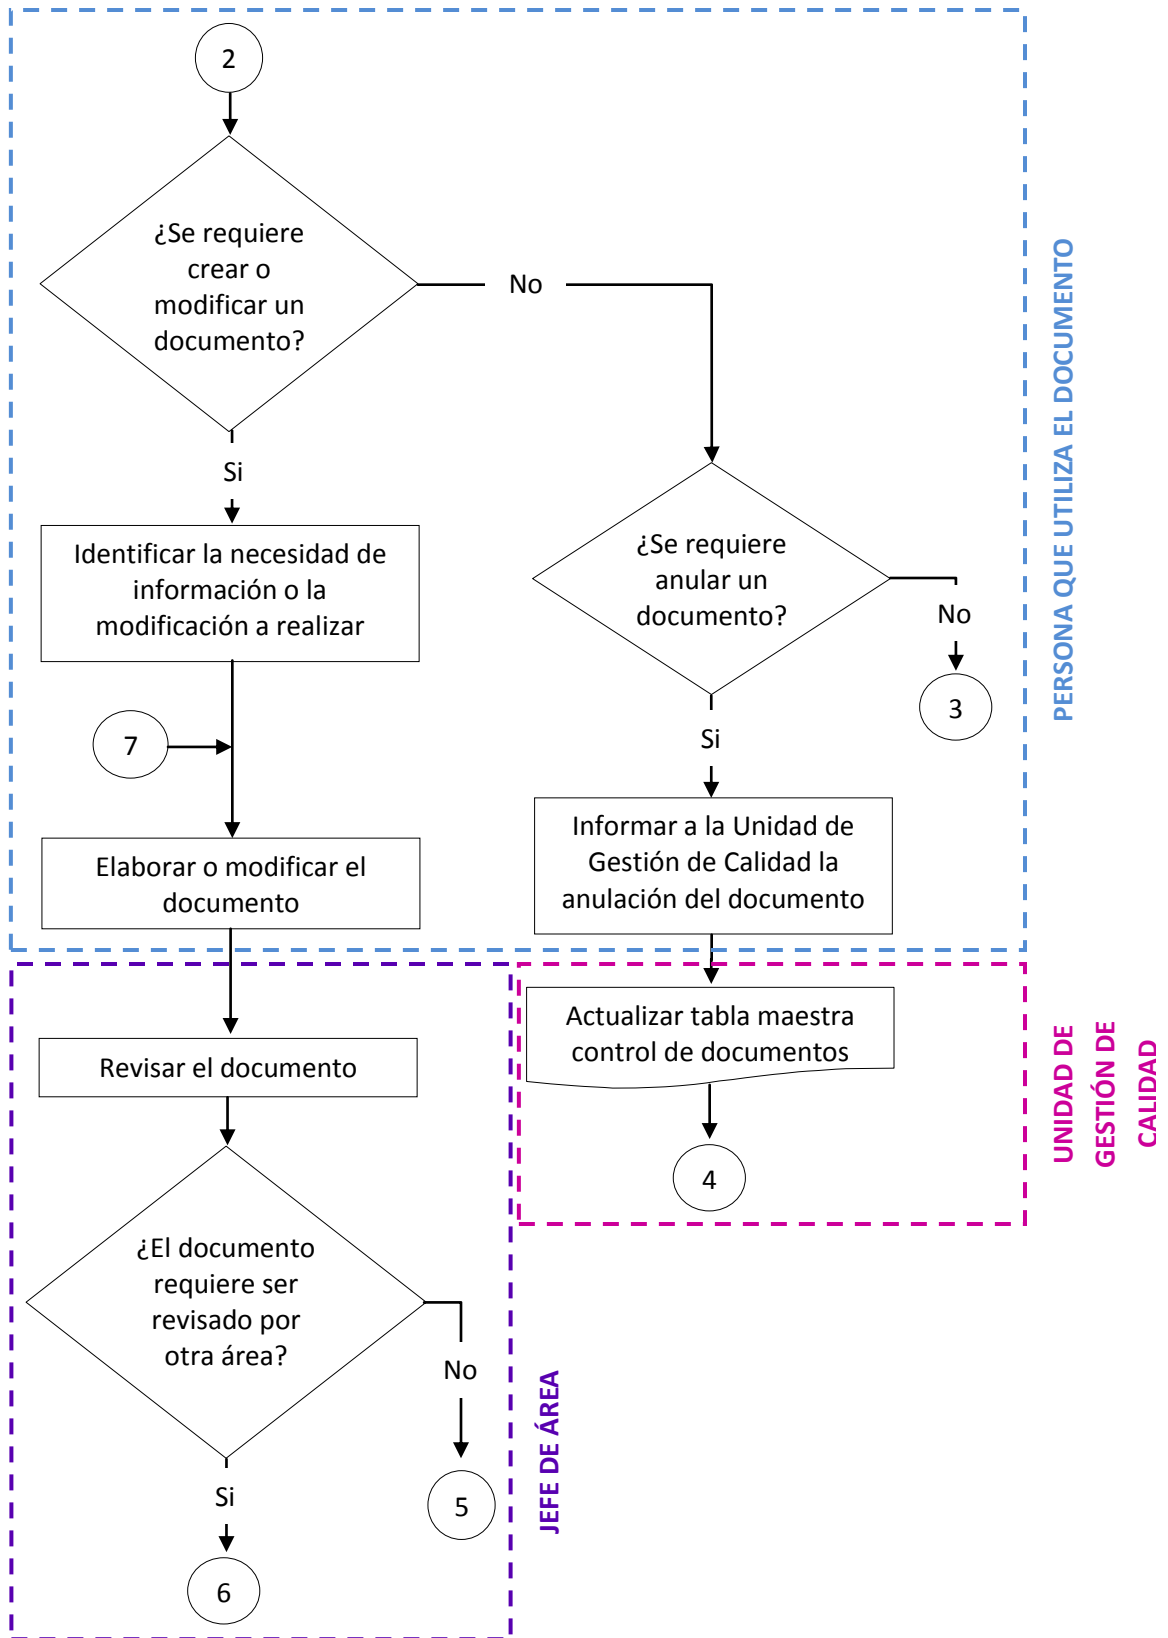 2
¿Se requiere
crear o
modificar un
documento?
No
Si
Identificar la necesidad de
información o la
modificación a realizar
¿Se requiere
anular un
documento?
No
3
7
Si
Elaborar o modificar el
documento
Informar a la Unidad de
Gestión de Calidad la
anulación del documento
PERSONA QUE UTILIZA EL DOCUMENTO
Revisar el documento
Actualizar tabla maestra
control de documentos
4
UNIDAD DE
GESTIÓN DE
CALIDAD
¿El documento
requiere ser
revisado por
otra área?
No
5
Si
6
JEFE DE ÁREA